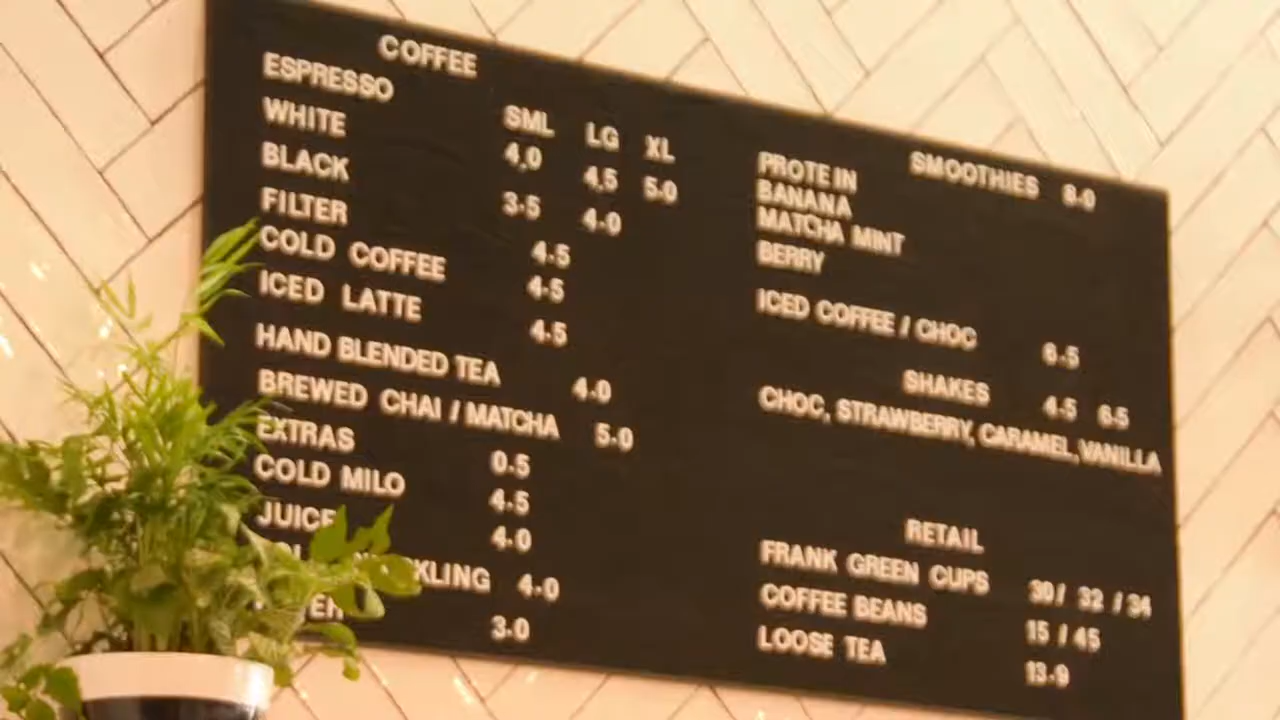 COFFEE
ESPRESSO SML LG XL
WHITE 4.0 4.5 5.0
BLACK 3.5 4.0
FILTER 4.5
COLD COFFEE 4.5
ICED LATTE 4.5
HAND BLENDED TEA 4.0
BREWED CHAI / MATCHA 5.0
EXTRAS 0.5
COLD MILO 4.5
JUICE 4.0
4.0
3.0
SMOOTHIES 8.0
PROTEIN
BANANA
MATCHA MINT
BERRY
ICED COFFEE / CHOC 6.5
SHAKES 4.5 6.5
CHOC, STRAWBERRY, CARAMEL, VANILLA
RETAIL
FRANK GREEN CUPS 30 / 32 / 34
COFFEE BEANS 15 / 45
LOOSE TEA 13.9